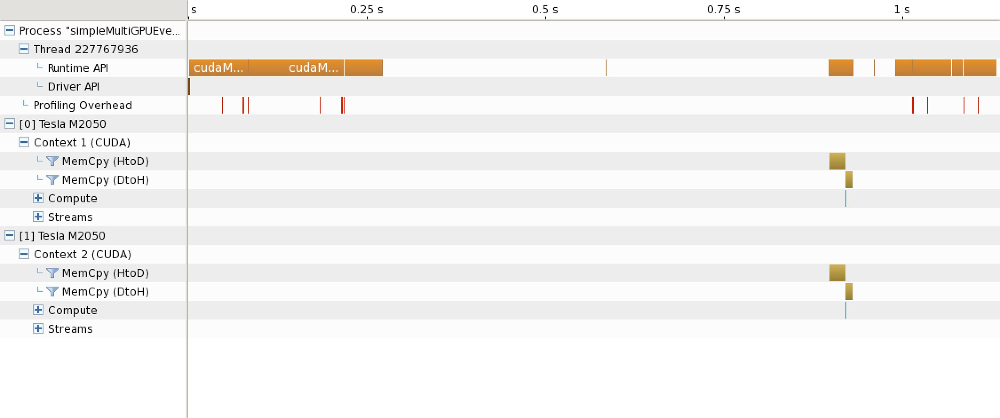 s 0.25 s 0.5 s 0.75 s 1 s
Process "simpleMultiGPUEve...
Thread 227767936
Runtime API cudaM... cudaM...
Driver API
Profiling Overhead
[0] Tesla M2050
Context 1 (CUDA)
MemCpy (HtoD)
MemCpy (DtoH)
Compute
Streams
[1] Tesla M2050
Context 2 (CUDA)
MemCpy (HtoD)
MemCpy (DtoH)
Compute
Streams